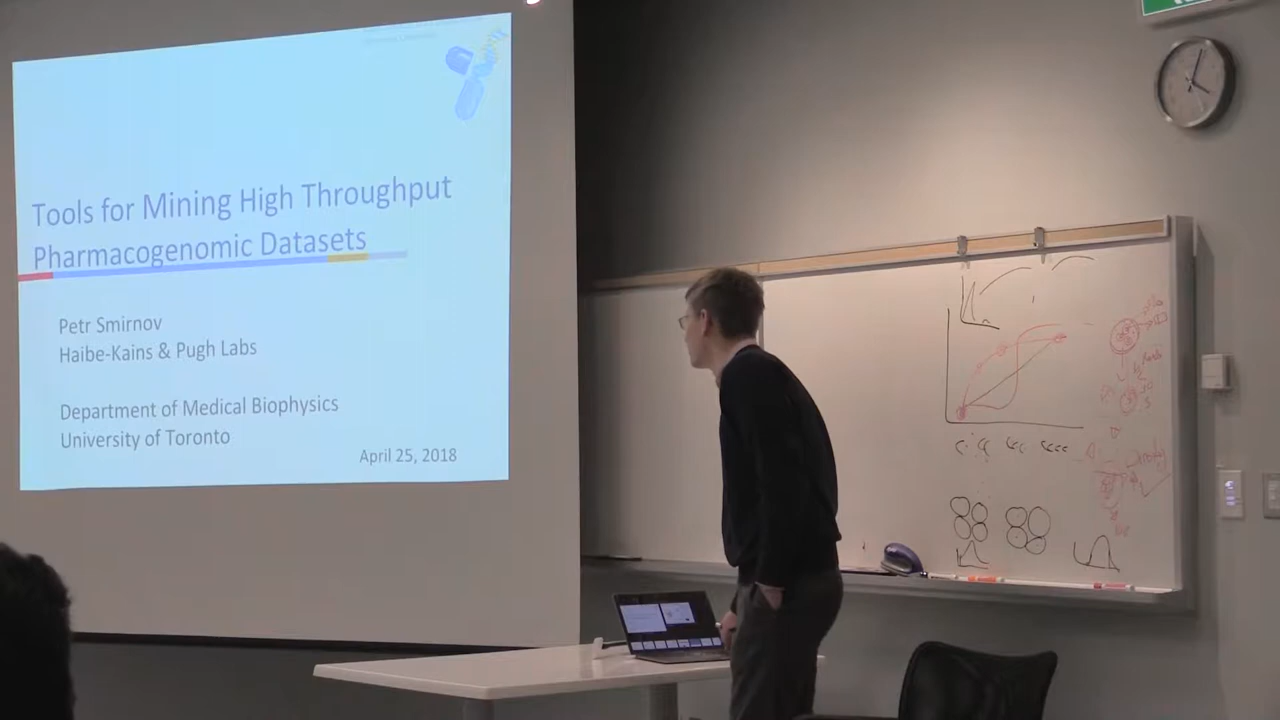 Tools for Mining High Throughput
Pharmacogenomic Datasets
Petr Smirnov
Haibe-Kains & Pugh Labs
Department of Medical Biophysics
University of Toronto
April 25, 2018